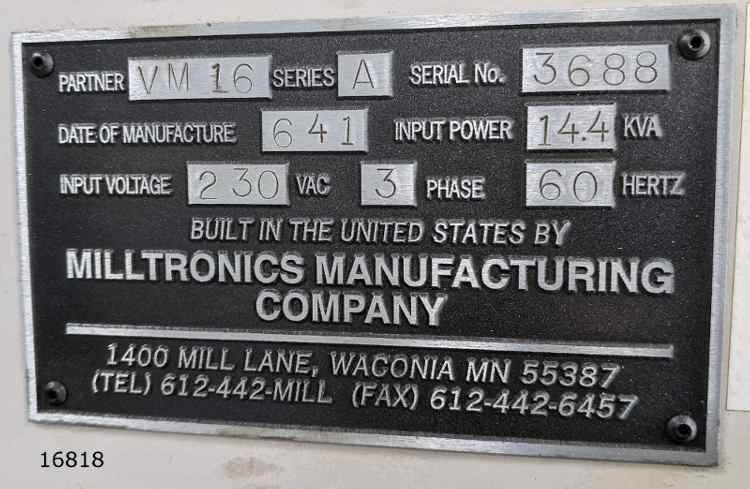 PARTNER VM 16 SERIES A SERIAL No. 3688
DATE OF MANUFACTURE 641 INPUT POWER 14.4 KVA
INPUT VOLTAGE 230 VAC 3 PHASE 60 HERTZ
BUILT IN THE UNITED STATES BY
MILLTRONICS MANUFACTURING
COMPANY
1400 MILL LANE, WACONIA MN 55387
(TEL) 612-442-MILL (FAX) 612-442-6457
16818